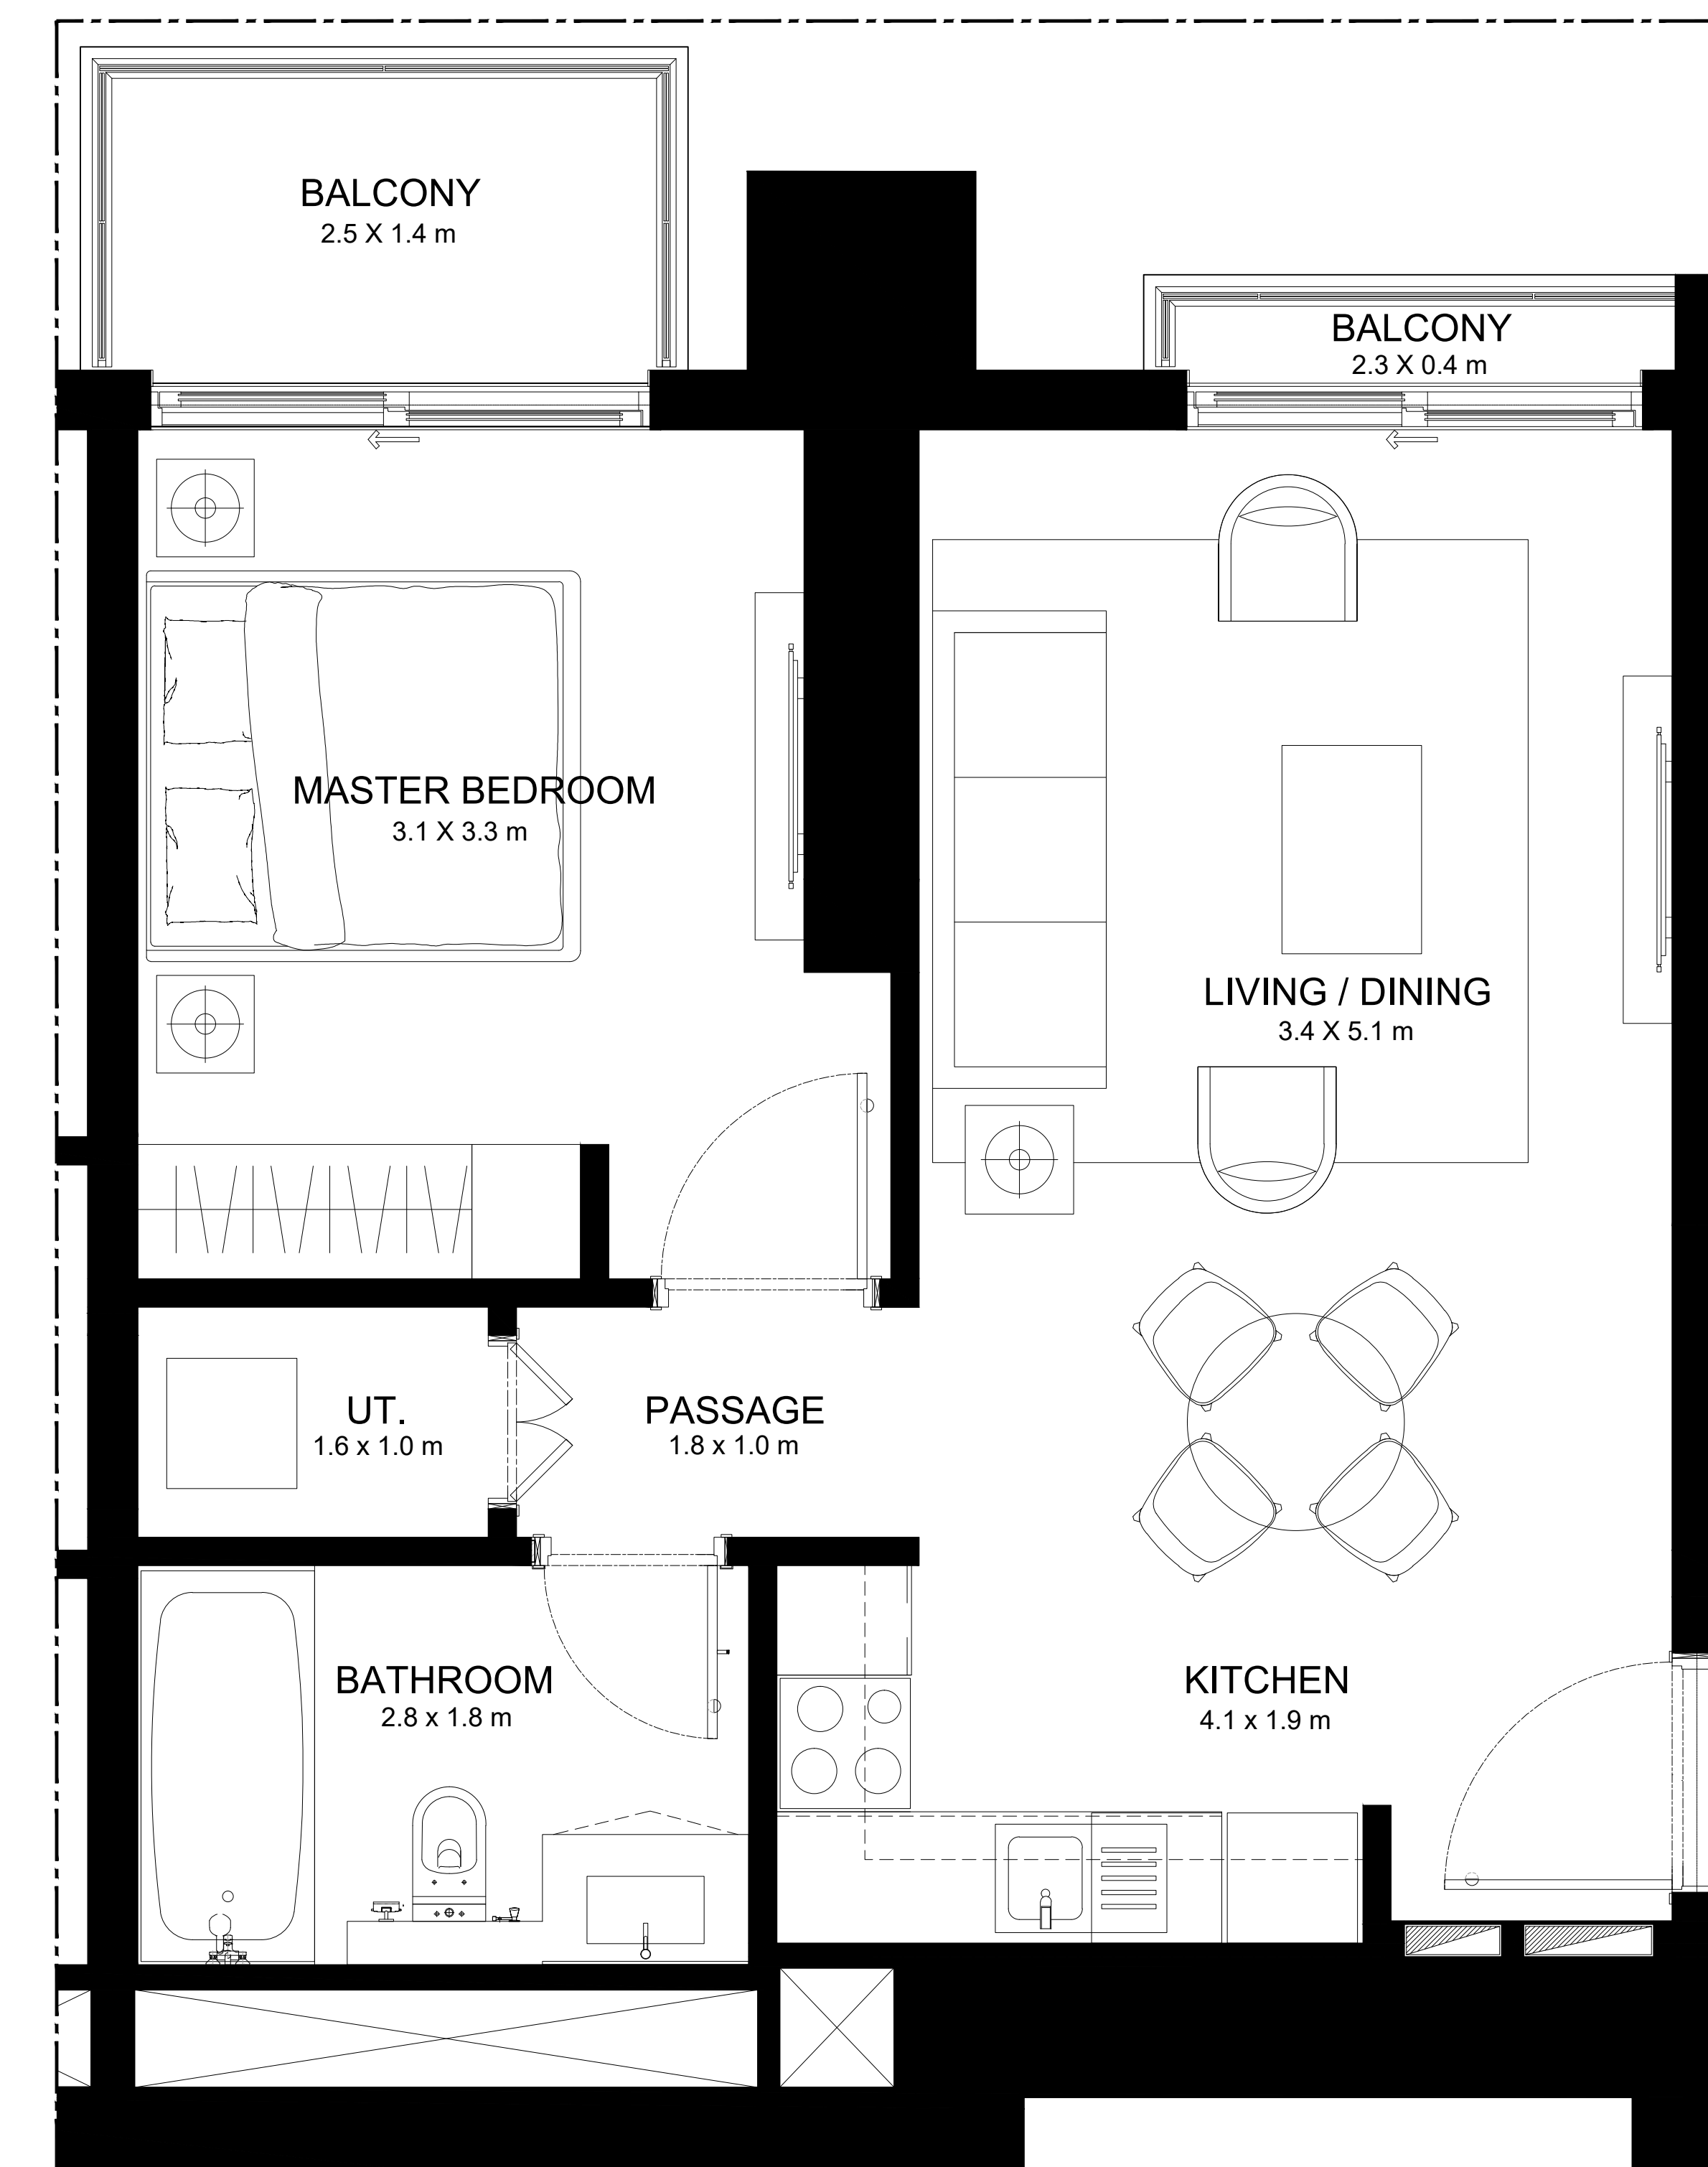 BALCONY
2.5 X 1.4 m
BALCONY
2.3 X 0.4 m
MASTER BEDROOM
3.1 X 3.3 m
LIVING / DINING
3.4 X 5.1 m
UT.
1.6 x 1.0 m
PASSAGE
1.8 x 1.0 m
BATHROOM
2.8 x 1.8 m
KITCHEN
4.1 x 1.9 m